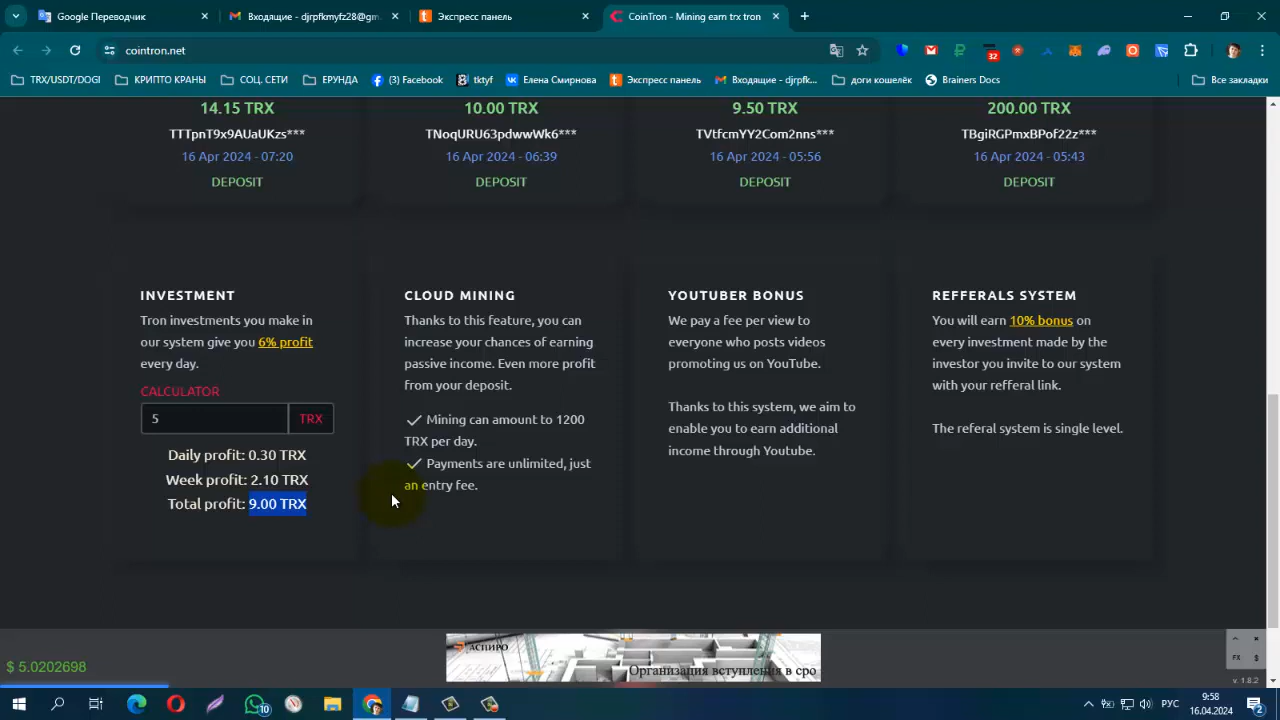 Google Переводчик
Входящие - djrpfkmyfz28@gm
Экспресс панель
CoinTron - Mining earn trx tron
cointron.net
32
TRX/USDT/DOGI
КРИПТО КРАНЫ
СОЦ. СЕТИ
ЕРУНДА
(3) Facebook
tktyf
Елена Смирнова
Экспресс панель
Входящие - djrpfk...
доги кошелёк
Brainers Docs
Все закладки
14.15 TRX
TTTpnT9x9AUaUKzs***
16 Apr 2024 - 07:20
DEPOSIT
10.00 TRX
TNoqURU63pdwwWk6***
16 Apr 2024 - 06:39
DEPOSIT
9.50 TRX
TVtfcmYY2Com2nns***
16 Apr 2024 - 05:56
DEPOSIT
200.00 TRX
TBgiRGPmxBPof22z***
16 Apr 2024 - 05:43
DEPOSIT
INVESTMENT
Tron investments you make in
our system give you 6% profit
every day.
CALCULATOR
5 TRX
Daily profit: 0.30 TRX
Week profit: 2.10 TRX
Total profit: 9.00 TRX
CLOUD MINING
Thanks to this feature, you can
increase your chances of earning
passive income. Even more profit
from your deposit.
Mining can amount to 1200
TRX per day.
Payments are unlimited, just
an entry fee.
YOUTUBER BONUS
We pay a fee per view to
everyone who posts videos
promoting us on YouTube.
Thanks to this system, we aim to
enable you to earn additional
income through Youtube.
REFFERALS SYSTEM
You will earn 10% bonus on
every investment made by the
investor you invite to our system
with your refferal link.
The referal system is single level.
$ 5.0202698
АСПИРО
Организация вступления в сро
FX $
v. 1.8.2
10
РУС
9:58
16.04.2024
2